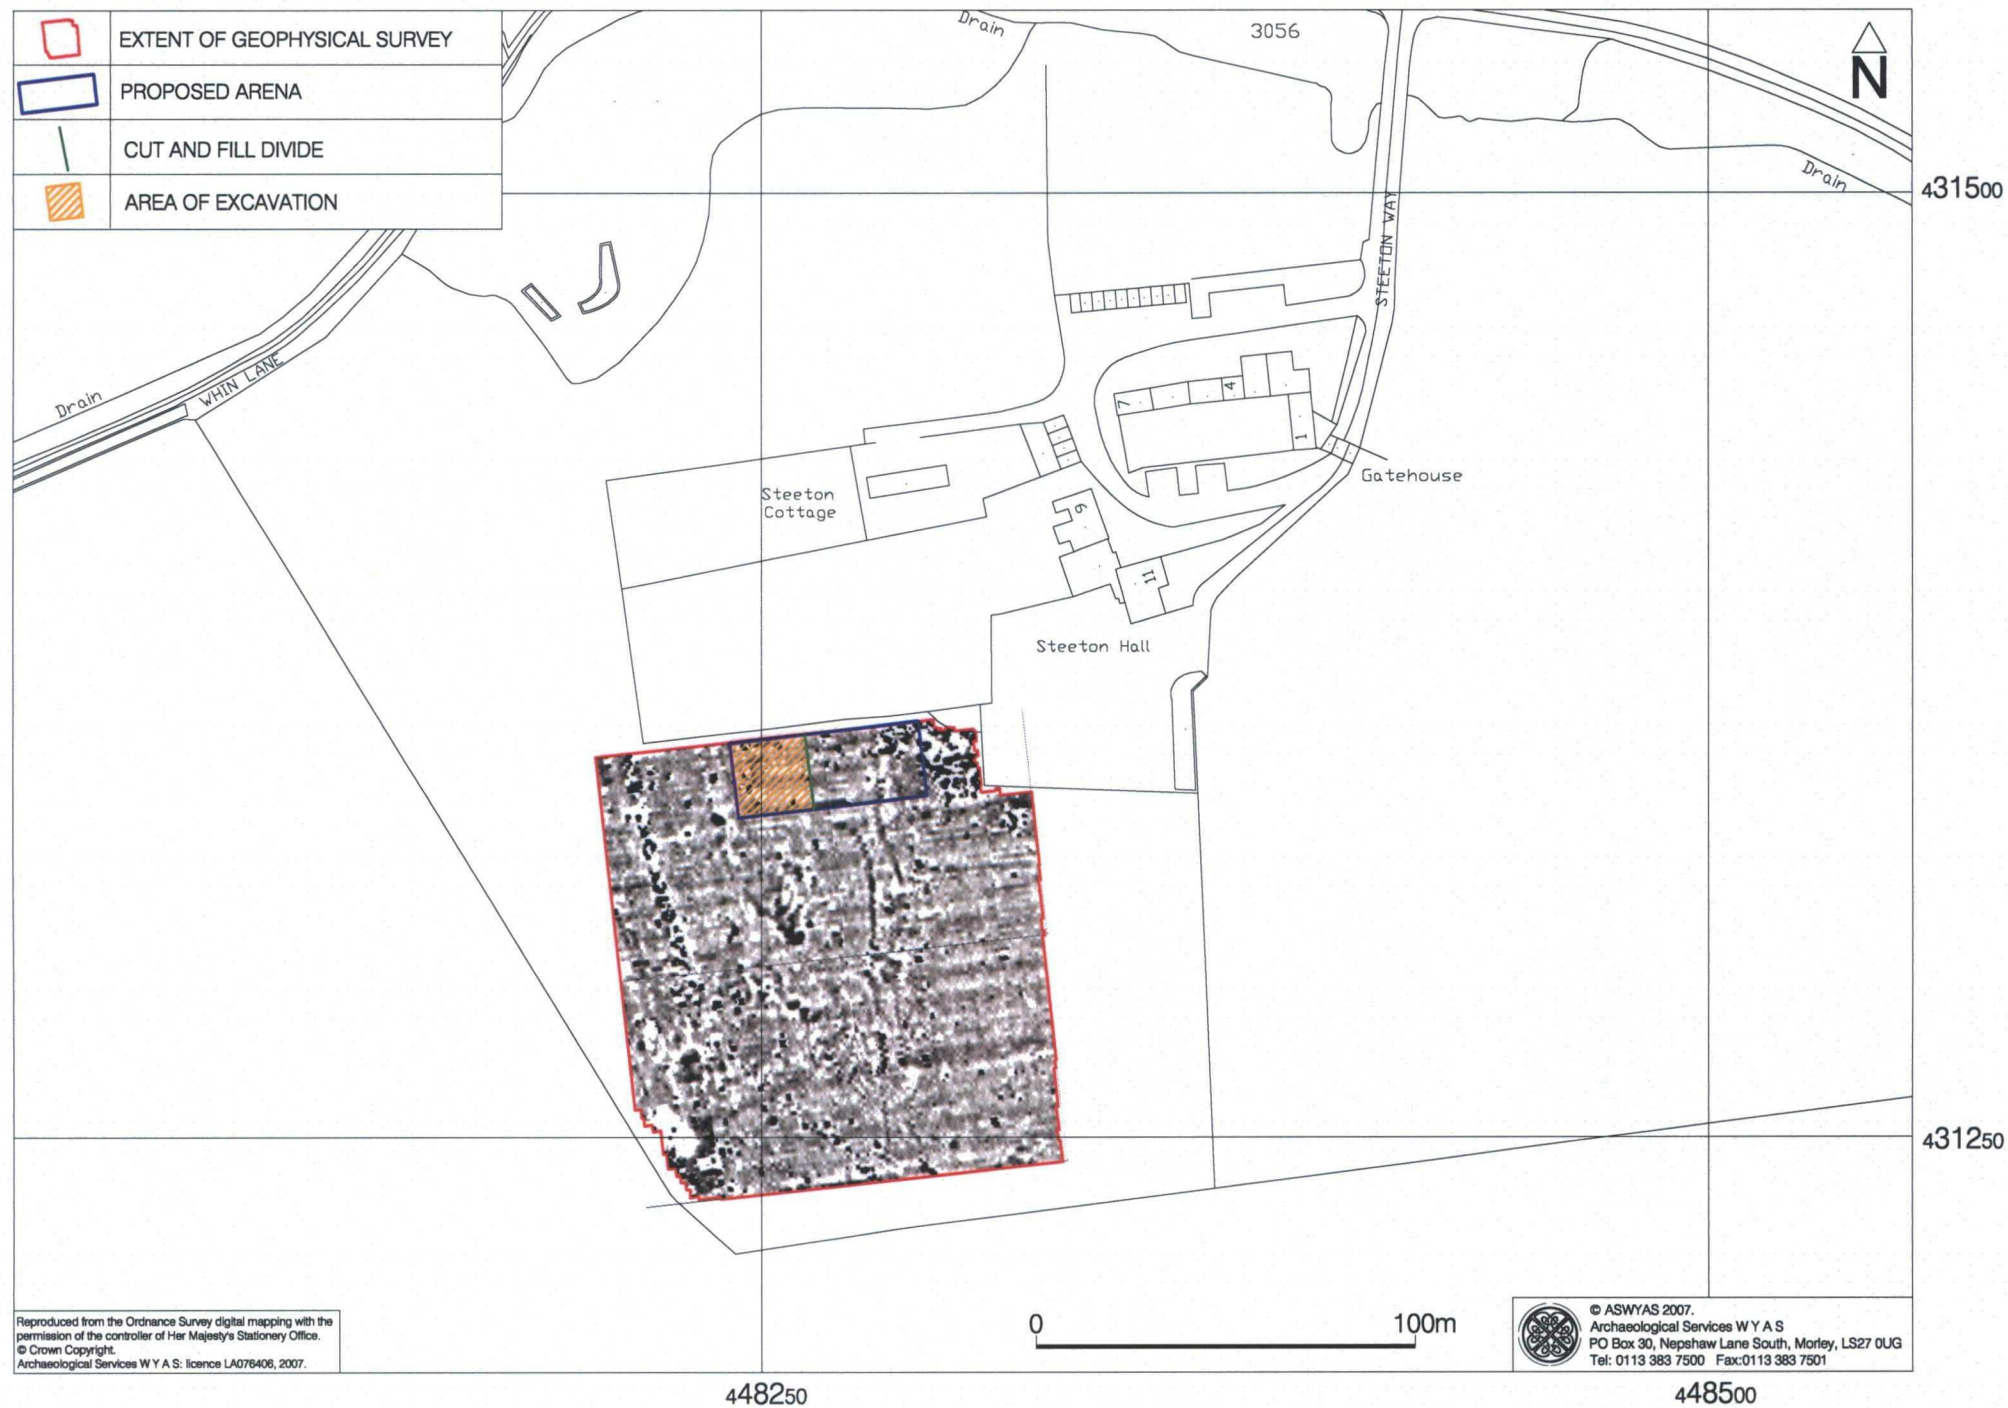 EXTENT OF GEOPHYSICAL SURVEY
PROPOSED ARENA
CUT AND FILL DIVIDE
AREA OF EXCAVATION
Drain
3056
N
Drain
431500
STEETON WAY
WHIN LANE
Drain
7
4
1
Gatehouse
Steeton
Cottage
9
11
Steeton Hall
431250
Reproduced from the Ordnance Survey digital mapping with the
permission of the controller of Her Majesty's Stationery Office.
© Crown Copyright.
Archaeological Services W Y A S: licence LA076406, 2007.
0
100m
© ASWYAS 2007.
Archaeological Services W Y A S
PO Box 30, Nepshaw Lane South, Morley, LS27 0UG
Tel: 0113 383 7500 Fax:0113 383 7501
448250
448500